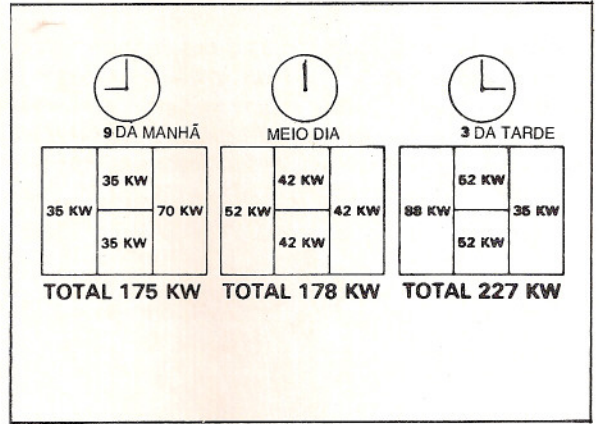 9 DA MANHÃ MEIO DIA 3 DA TARDE
35 KW 42 KW 52 KW
35 KW 70 KW 52 KW 42 KW 88 KW 35 KW
35 KW 42 KW 52 KW
TOTAL 175 KW TOTAL 178 KW TOTAL 227 KW